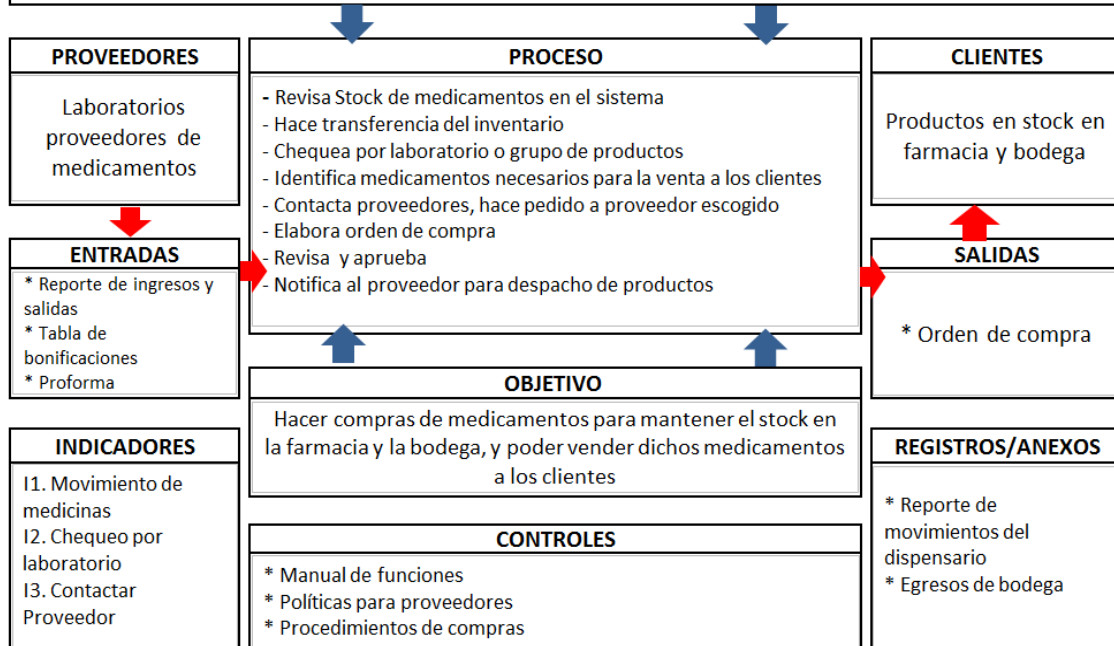 PROVEEDORES
Laboratorios
proveedores de
medicamentos
PROCESO
- Revisa Stock de medicamentos en el sistema
- Hace transferencia del inventario
- Chequea por laboratorio o grupo de productos
- Identifica medicamentos necesarios para la venta a los clientes
- Contacta proveedores, hace pedido a proveedor escogido
- Elabora orden de compra
- Revisa y aprueba
- Notifica al proveedor para despacho de productos
CLIENTES
Productos en stock en
farmacia y bodega
ENTRADAS
* Reporte de ingresos y
salidas
* Tabla de
bonificaciones
* Proforma
SALIDAS
* Orden de compra
OBJETIVO
Hacer compras de medicamentos para mantener el stock en
la farmacia y la bodega, y poder vender dichos medicamentos
a los clientes
INDICADORES
I1. Movimiento de
medicinas
I2. Chequeo por
laboratorio
I3. Contactar
Proveedor
CONTROLES
* Manual de funciones
* Políticas para proveedores
* Procedimientos de compras
REGISTROS/ANEXOS
* Reporte de
movimientos del
dispensario
* Egresos de bodega